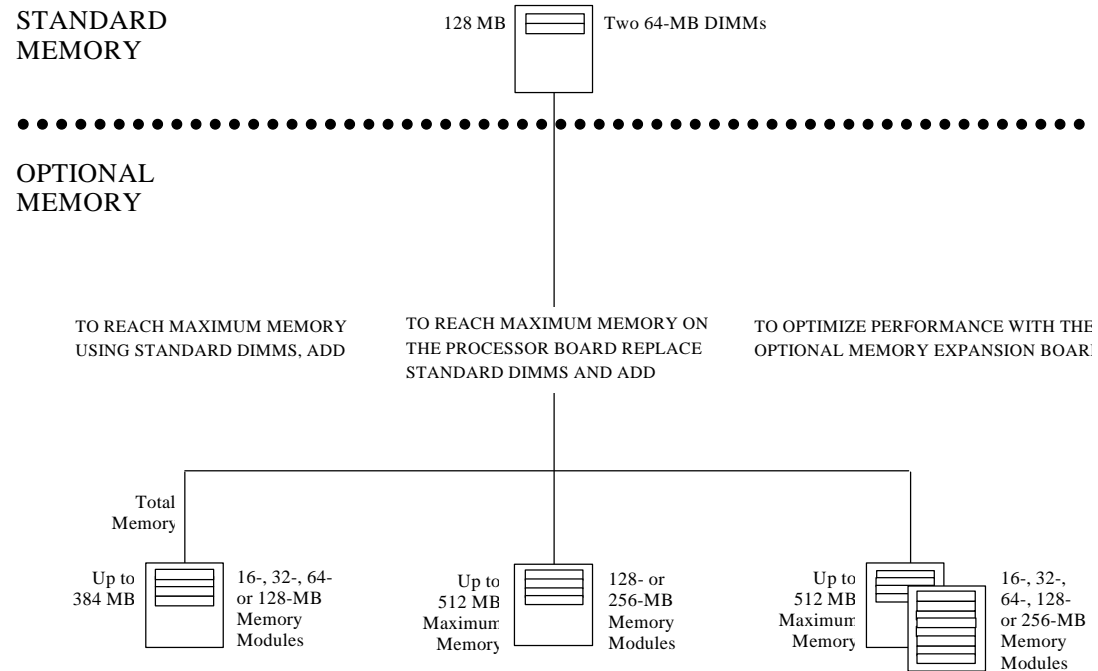 STANDARD
MEMORY
128 MB
Two 64-MB DIMMs
OPTIONAL
MEMORY
TO REACH MAXIMUM MEMORY
USING STANDARD DIMMS, ADD
TO REACH MAXIMUM MEMORY ON
THE PROCESSOR BOARD REPLACE
STANDARD DIMMS AND ADD
TO OPTIMIZE PERFORMANCE WITH THE
OPTIONAL MEMORY EXPANSION BOAR
Total
Memory
Up to
384 MB
16-, 32-, 64-
or 128-MB
Memory
Modules
Up to
512 MB
Maximum
Memory
128- or
256-MB
Memory
Modules
Up to
512 MB
Maximum
Memory
16-, 32-,
64-, 128-
or 256-MB
Memory
Modules